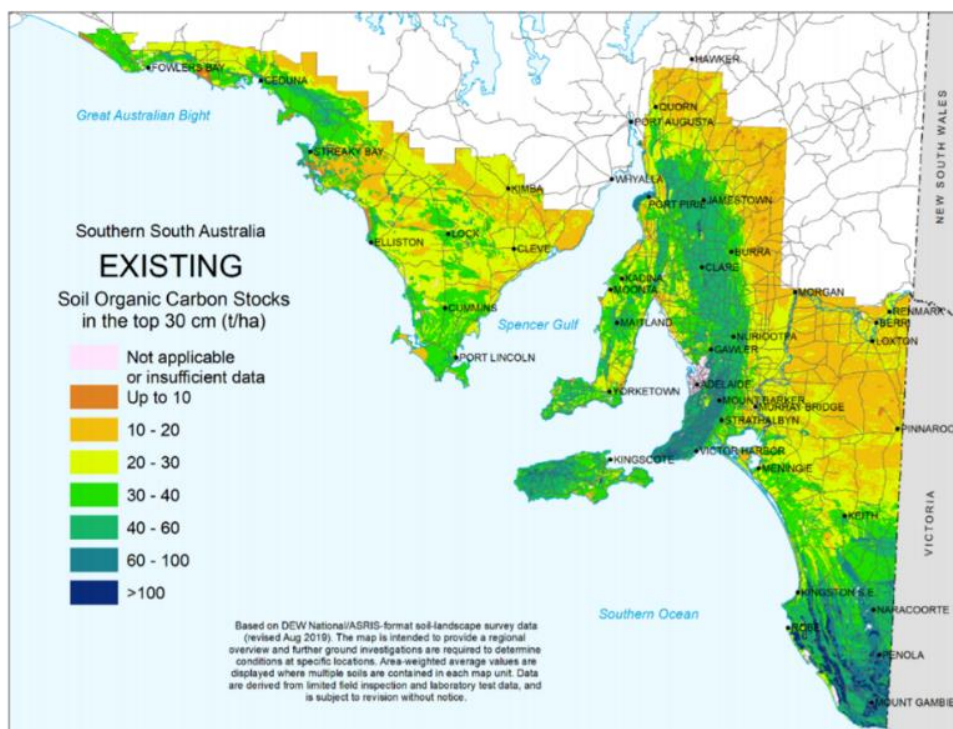 HAWKER
FOWLERS BAY
CEDUNA
QUORN
Great Australian Bight
PORT AUGUSTA
NEW SOUTH WALES
STREAKY BAY
WHYALLA
KIMBA
PORT PIRIE
JAMESTOWN
Southern South Australia
LOCK
ELLISTON
CLEVE
BURRA
EXISTING
CLARE
Soil Organic Carbon Stocks
in the top 30 cm (t/ha)
KADINA
MOONTA
MORGAN
CUMMINS
Spencer Gulf
MAITLAND
RENMARK
BERRI
LOXTON
NURIOOTPA
GAWLER
Not applicable
or insufficient data
PORT LINCOLN
Up to 10
YORKETOWN
ADELAIDE
MOUNT BARKER
MURRAY BRIDGE
10 - 20
STRATHALBYN
PINNAROO
20 - 30
VICTOR HARBOR
KINGSCOTE
MENINGIE
30 - 40
KEITH
40 - 60
VICTORIA
60 - 100
>100
KINGSTON S.E.
NARACOORTE
Southern Ocean
ROBE
PENOLA
MOUNT GAMBIE
Based on DEW National/ASRIS-format soil-landscape survey data
(revised Aug 2019). The map is intended to provide a regional
overview and further ground investigations are required to determine
conditions at specific locations. Area-weighted average values are
displayed where multiple soils are contained in each map unit. Data
are derived from limited field inspection and laboratory test data, and
is subject to revision without notice.